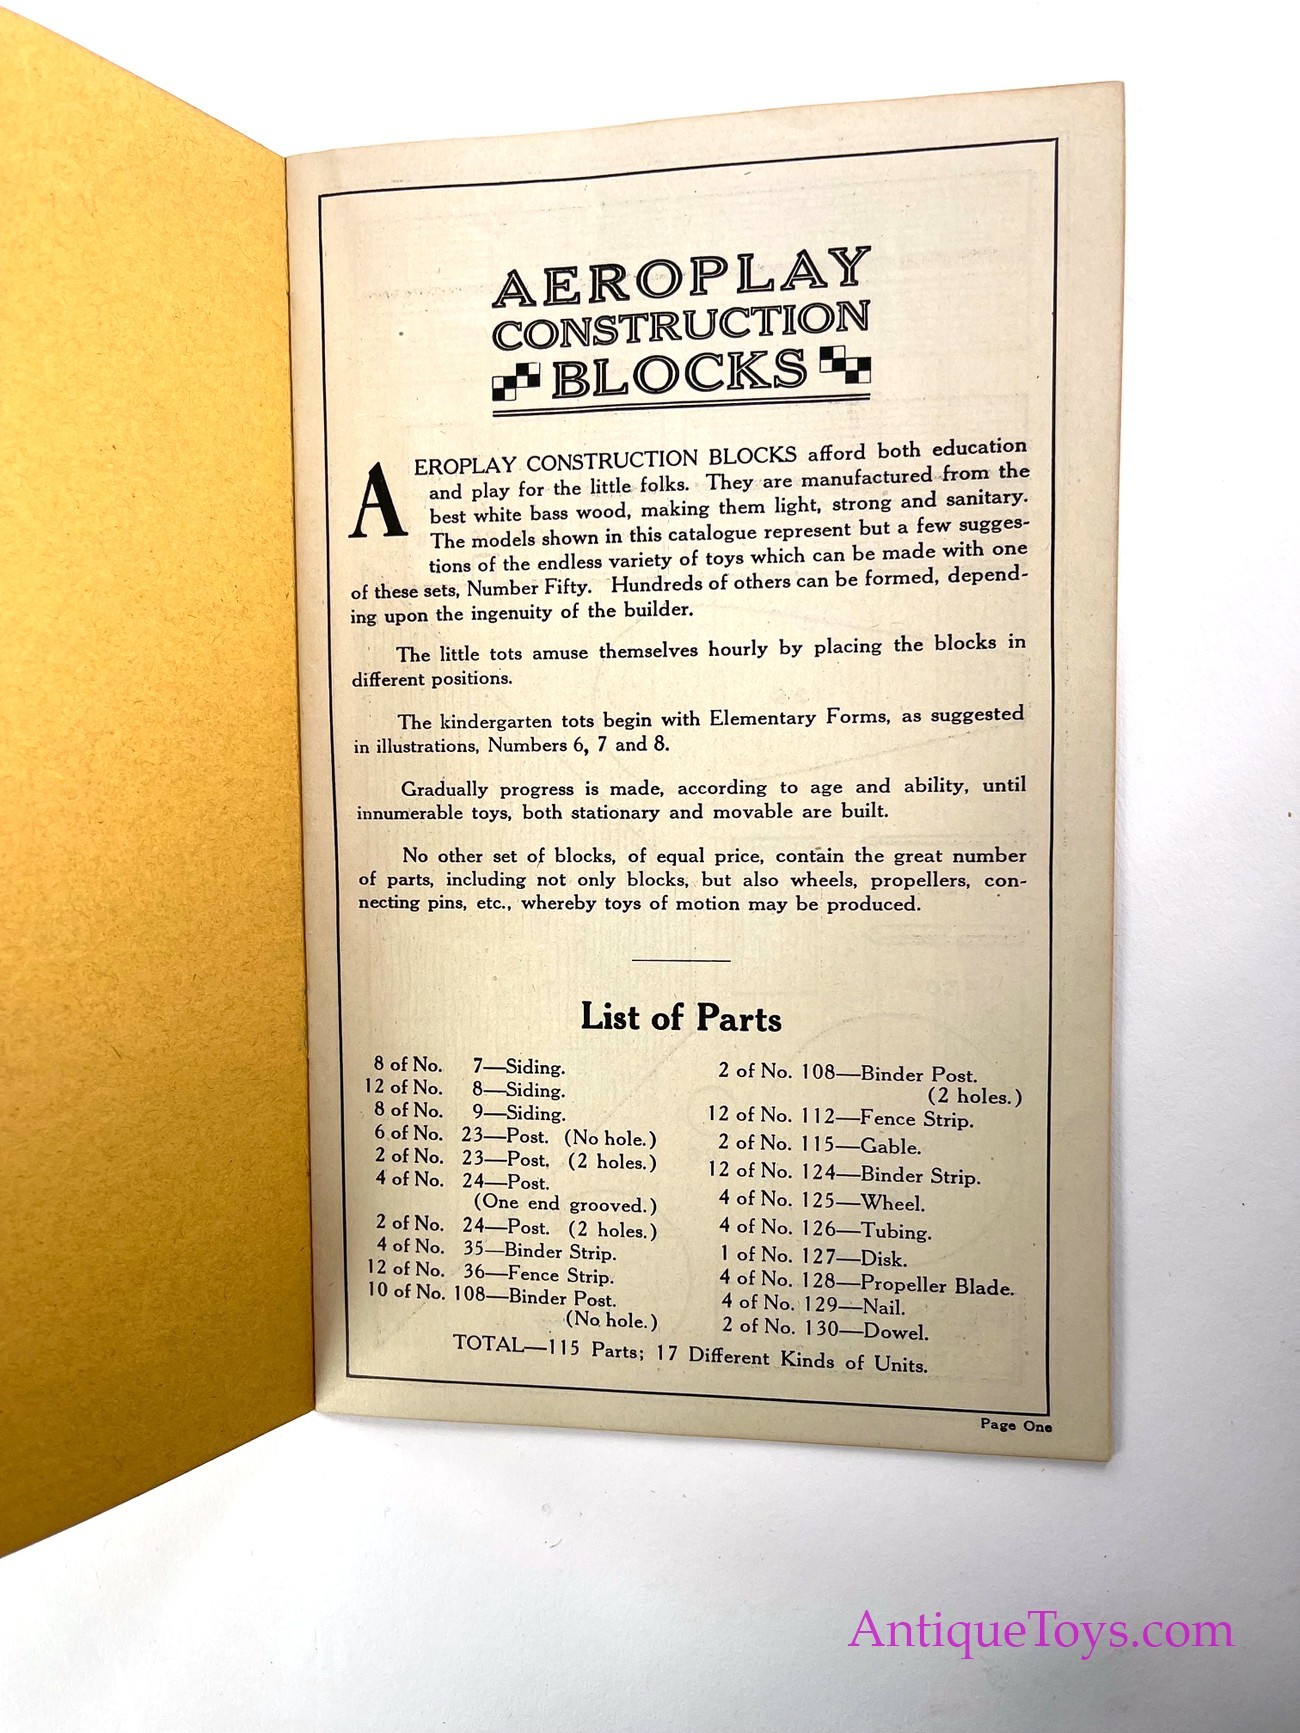 AEROPLAY
CONSTRUCTION
BLOCKS
AEROPLAY CONSTRUCTION BLOCKS afford both education
and play for the little folks. They are manufactured from the
best white bass wood, making them light, strong and sanitary.
The models shown in this catalogue represent but a few sugges-
tions of the endless variety of toys which can be made with one
of these sets, Number Fifty. Hundreds of others can be formed, depend-
ing upon the ingenuity of the builder.
The little tots amuse themselves hourly by placing the blocks in
different positions.
The kindergarten tots begin with Elementary Forms, as suggested
in illustrations, Numbers 6, 7 and 8.
Gradually progress is made, according to age and ability, until
innumerable toys, both stationary and movable are built.
No other set of blocks, of equal price, contain the great number
of parts, including not only blocks, but also wheels, propellers, con-
necting pins, etc., whereby toys of motion may be produced.
List of Parts
8 of No. 7—Siding.
12 of No. 8—Siding.
8 of No. 9—Siding.
6 of No. 23—Post. (No hole.)
2 of No. 23—Post. (2 holes.)
4 of No. 24—Post.
(One end grooved.)
2 of No. 24—Post. (2 holes.)
4 of No. 35—Binder Strip.
12 of No. 36—Fence Strip.
10 of No. 108—Binder Post.
(No hole.)
2 of No. 108—Binder Post.
(2 holes.)
12 of No. 112—Fence Strip.
2 of No. 115—Gable.
12 of No. 124—Binder Strip.
4 of No. 125—Wheel.
4 of No. 126—Tubing.
1 of No. 127—Disk.
4 of No. 128—Propeller Blade.
4 of No. 129—Nail.
2 of No. 130—Dowel.
TOTAL—115 Parts; 17 Different Kinds of Units.
Page One
AntiqueToys.com